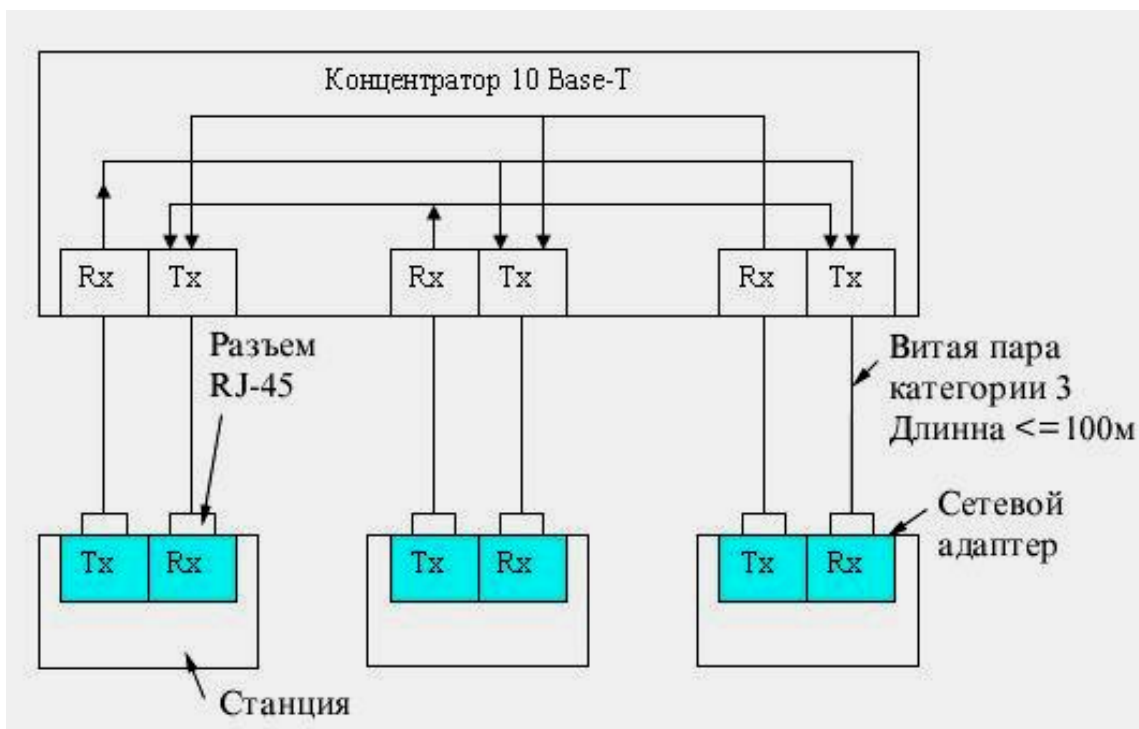 Концентратор 10 Base-T
Rx Tx Rx Tx Rx Tx
Разъем
RJ-45
Витая пара
категории 3
Длинна <=100м
Сетевой
адаптер
Tx Rx Tx Rx Tx Rx
Станция